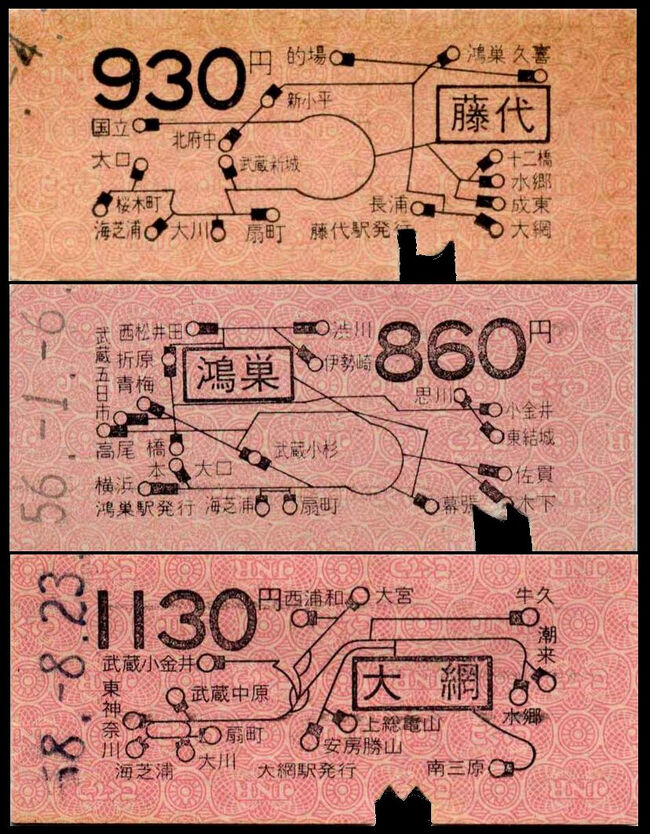 930円 的場 鴻巣 久喜
新小平
藤代
国立 北府中
大口 武蔵新城 十二橋
水郷
桜木町 長浦 成東
海芝浦 大川 扇町 藤代駅発行 大網
56.-1.-6.
西松井田 渋川 860円
武蔵五日市 折原 鴻巣 伊勢崎
青梅 思川 小金井
東結城
高尾 橋本 大口 武蔵小杉 佐貫
横浜 木下
鴻巣駅発行 海芝浦 扇町 幕張
58.-8.23
1130円 西浦和 大宮 牛久
潮来
武蔵小金井 大網
東神奈川 武蔵中原 水郷
扇町 上総亀山
大川 安房勝山
海芝浦 大網駅発行 南三原